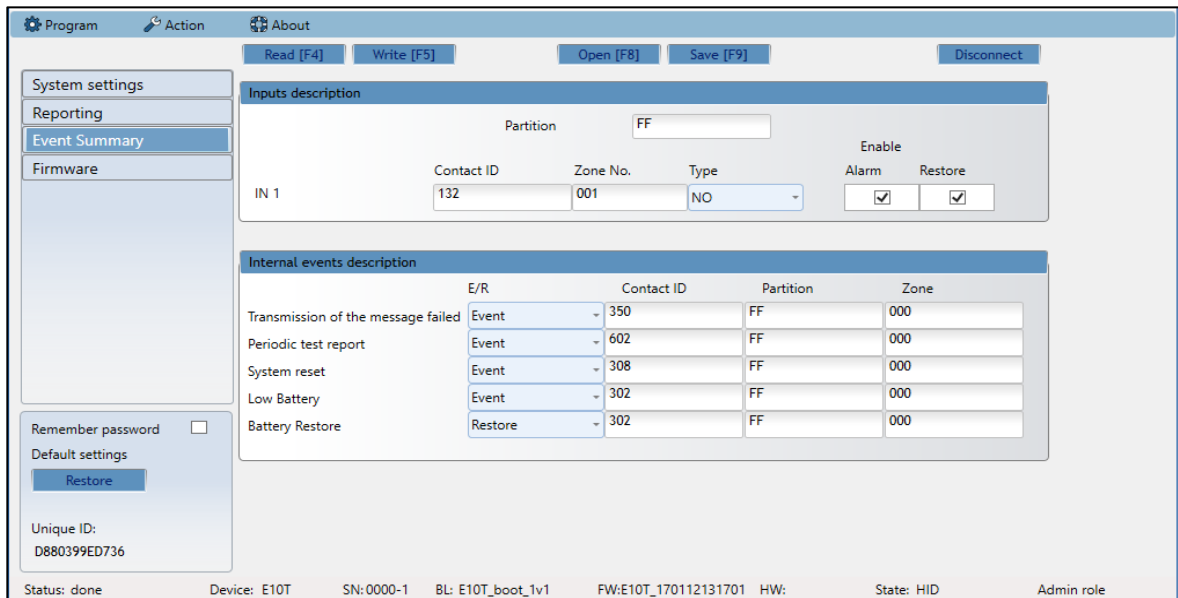 Program Action About
Read [F4] Write [F5] Open [F8] Save [F9] Disconnect
System settings
Reporting
Event Summary
Firmware
Inputs description
Partition FF
Enable
Contact ID Zone No. Type Alarm Restore
IN 1 132 001 NO
Internal events description
E/R Contact ID Partition Zone
Transmission of the message failed Event 350 FF 000
Periodic test report Event 602 FF 000
System reset Event 308 FF 000
Low Battery Event 302 FF 000
Battery Restore Restore 302 FF 000
Remember password
Default settings
Restore
Unique ID:
D880399ED736
Status: done Device: E10T SN:0000-1 BL: E10T_boot_1v1 FW:E10T_170112131701 HW: State: HID Admin role